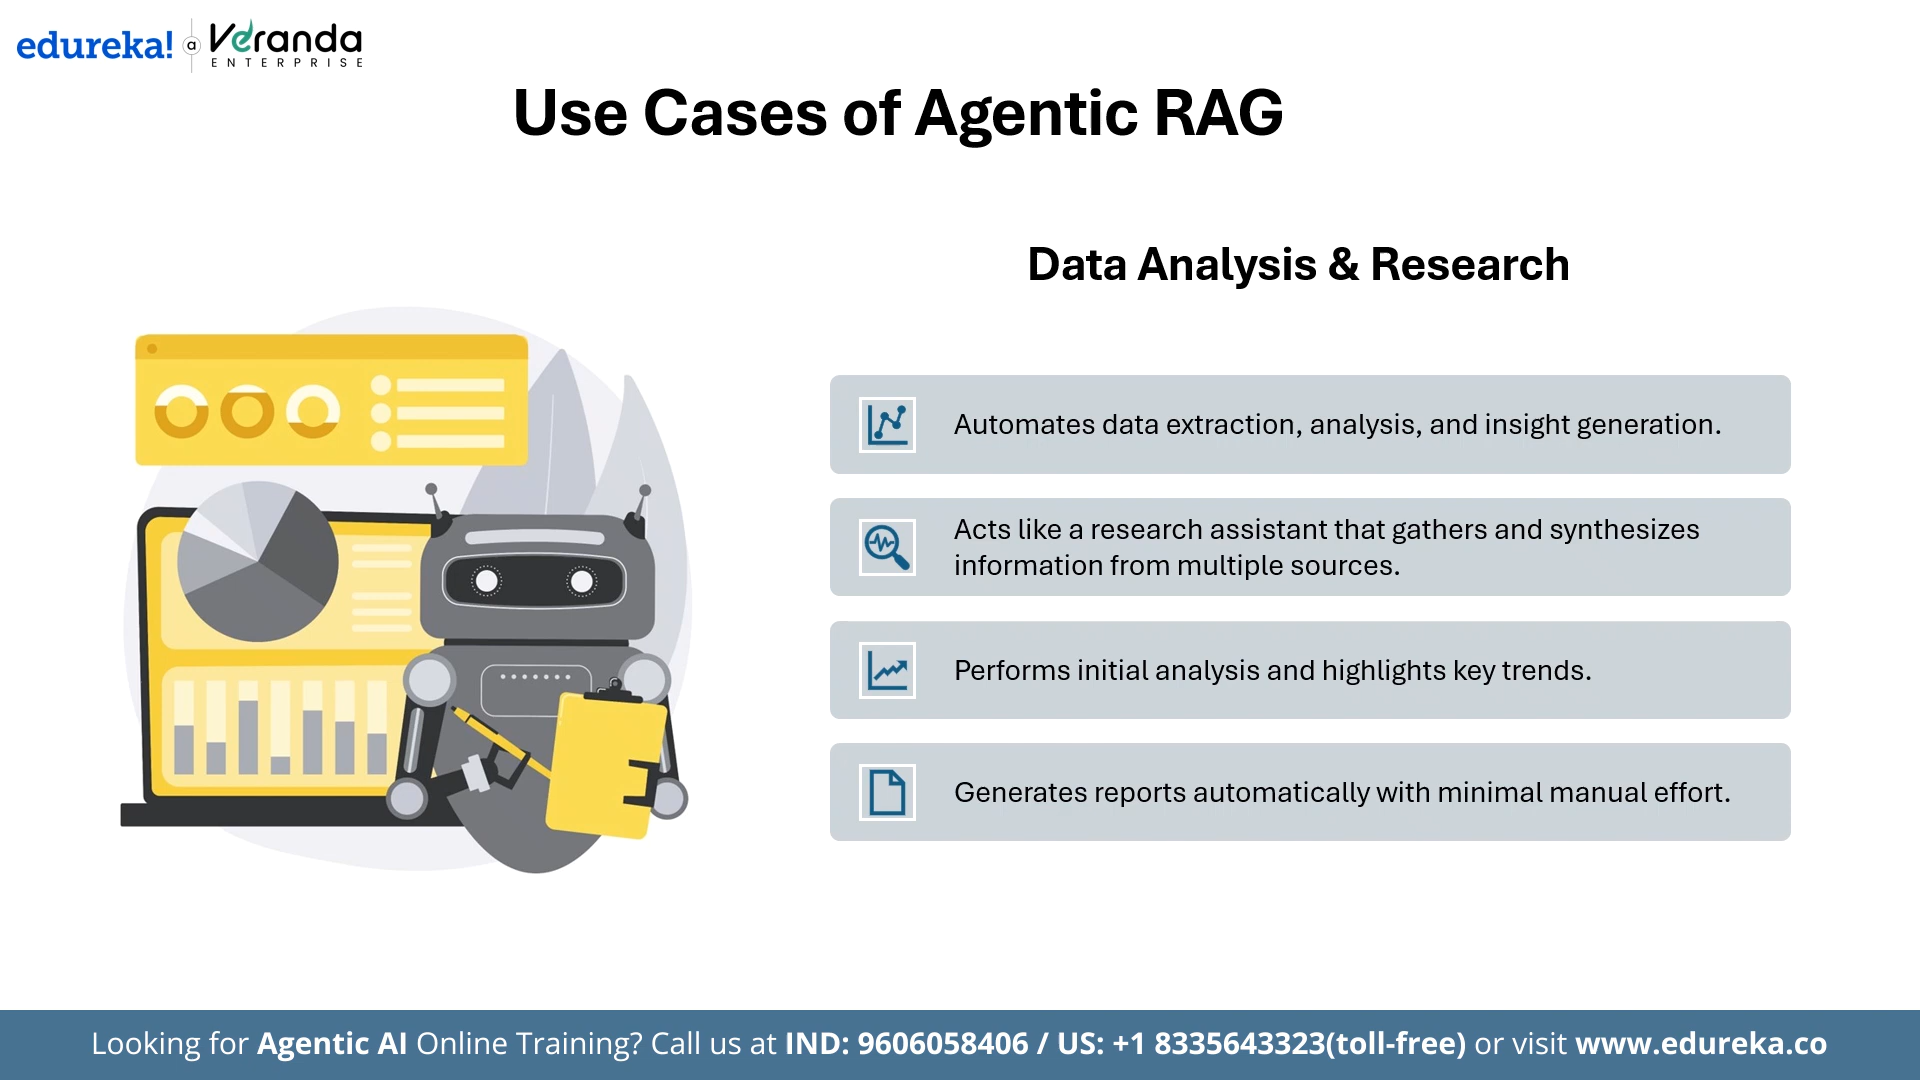 edureka! a Veranda
ENTERPRISE
Use Cases of Agentic RAG
Data Analysis & Research
Automates data extraction, analysis, and insight generation.
Acts like a research assistant that gathers and synthesizes
information from multiple sources.
Performs initial analysis and highlights key trends.
Generates reports automatically with minimal manual effort.
Looking for Agentic AI Online Training? Call us at IND: 9606058406 / US: +1 8335643323(toll-free) or visit www.edureka.co